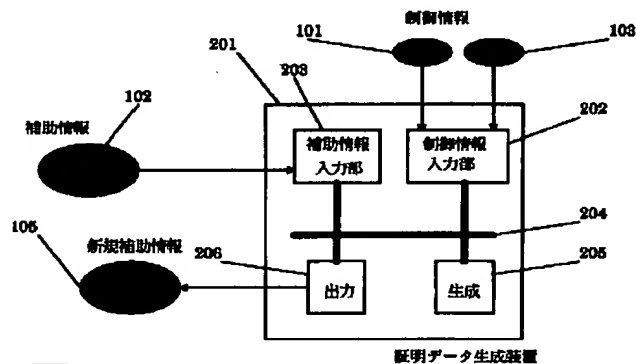 制御情報
101
103
201
203
102
202
補助情報
補助情報
入力部
制御情報
入力部
204
105
新規補助情報
206
205
出力
生成
証明データ生成装置